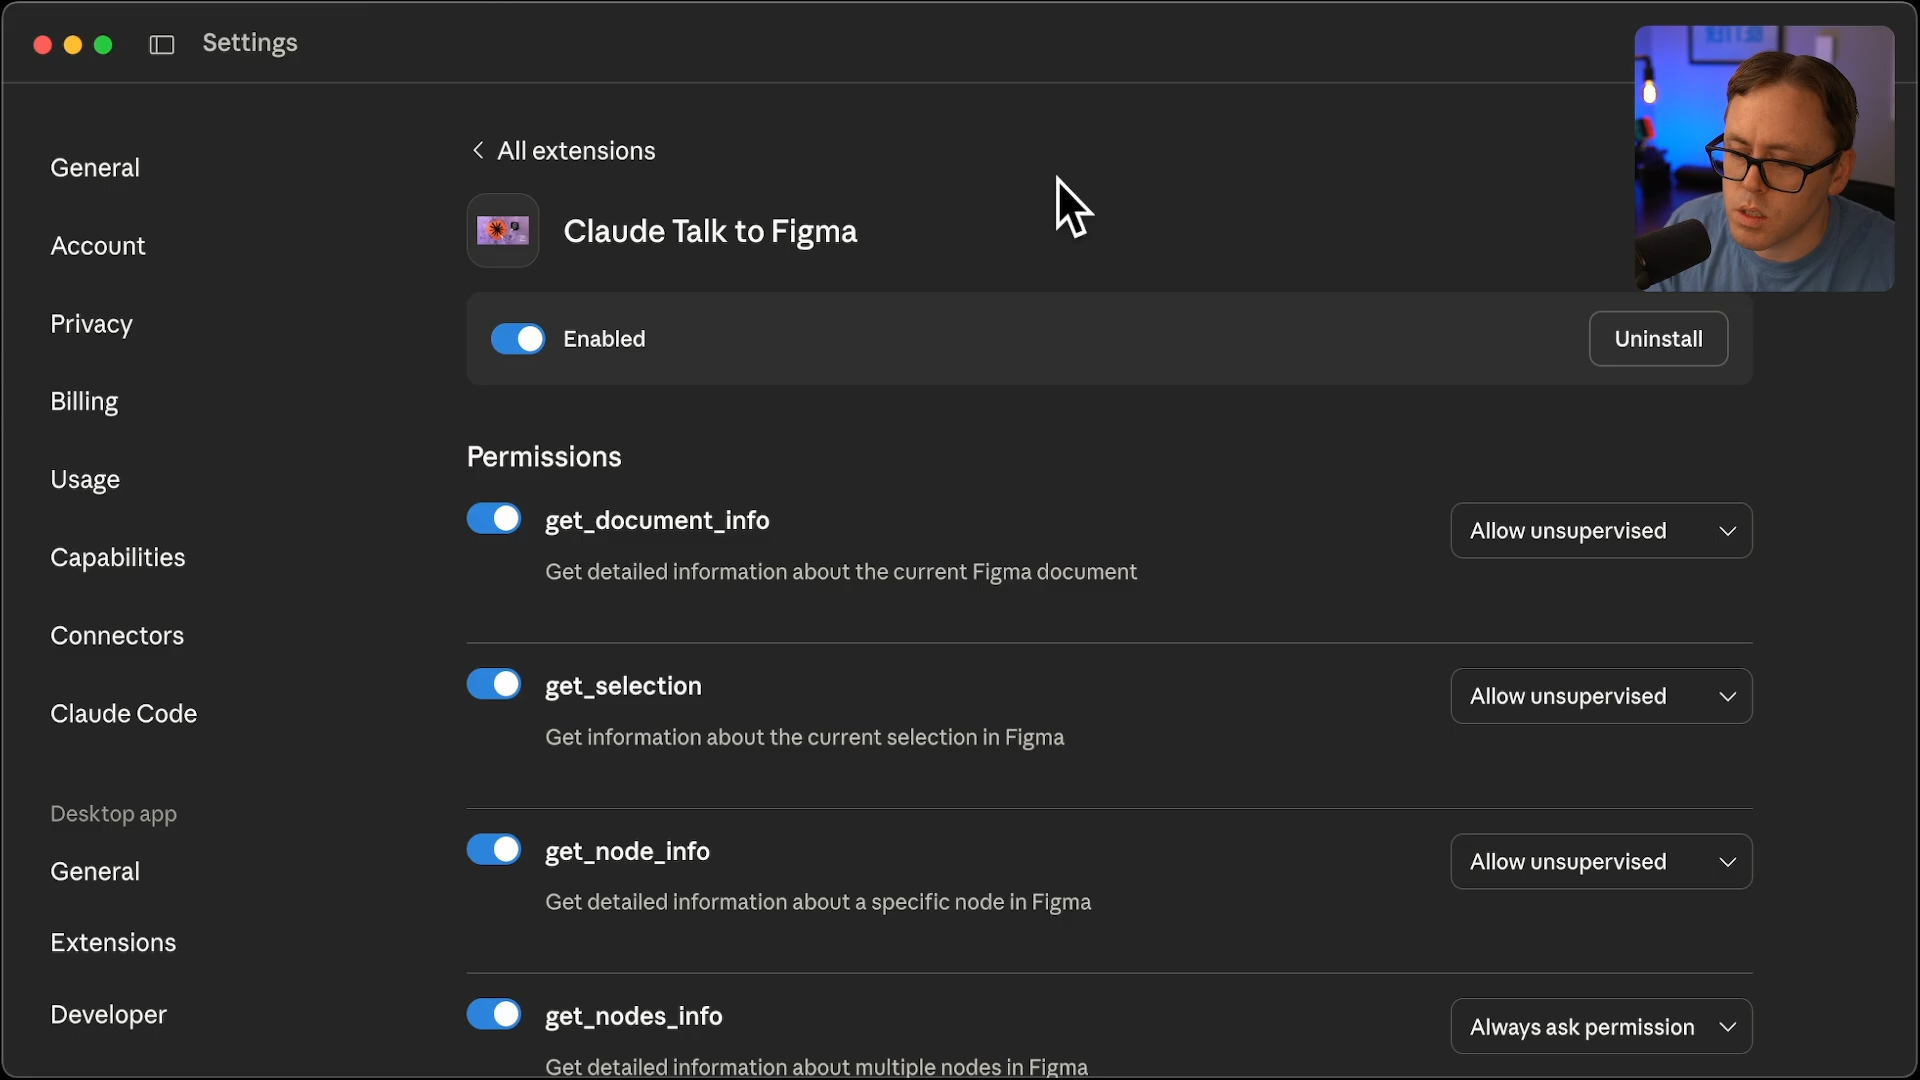 Settings
General
Account
Privacy
Billing
Usage
Capabilities
Connectors
Claude Code
Desktop app
General
Extensions
Developer
All extensions
Claude Talk to Figma
Enabled
Uninstall
Permissions
get_document_info
Allow unsupervised
Get detailed information about the current Figma document
get_selection
Allow unsupervised
Get information about the current selection in Figma
get_node_info
Allow unsupervised
Get detailed information about a specific node in Figma
get_nodes_info
Always ask permission
Get detailed information about multiple nodes in Figma